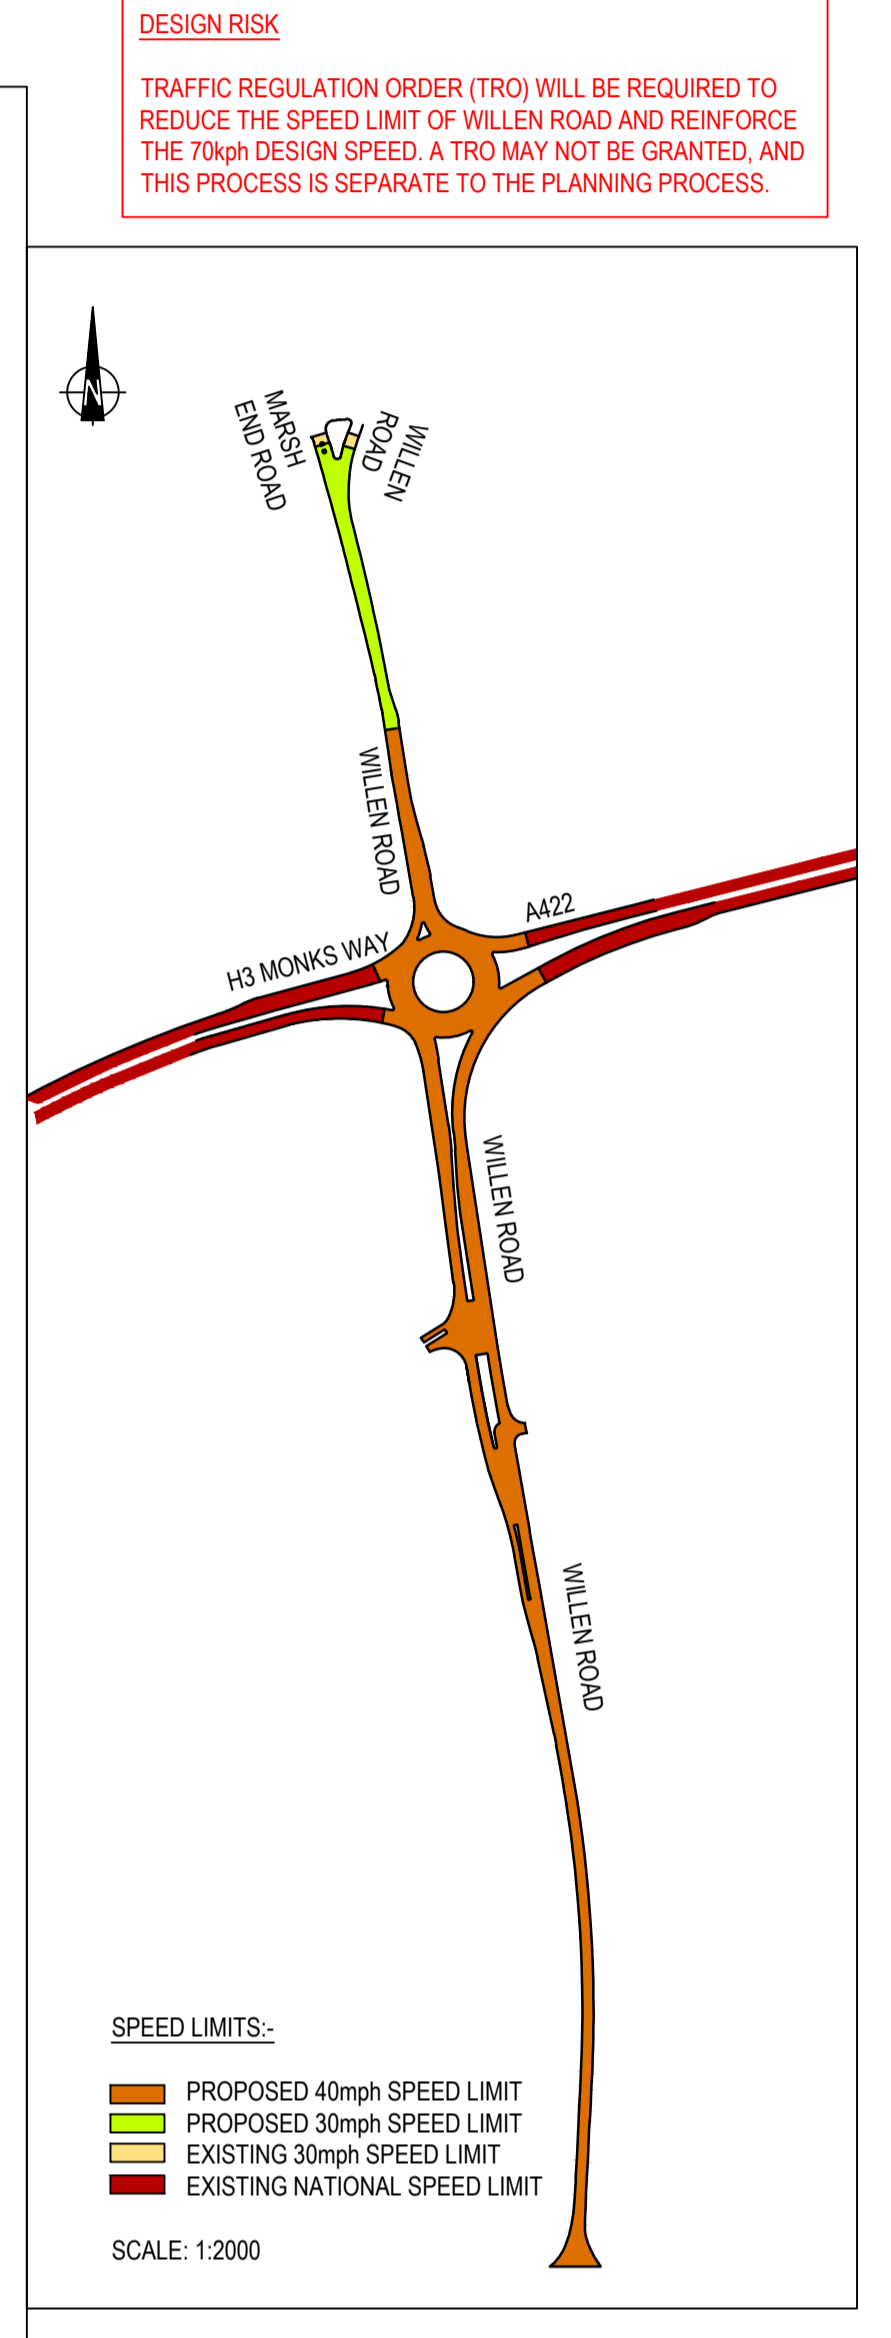 DESIGN RISK
TRAFFIC REGULATION ORDER (TRO) WILL BE REQUIRED TO
REDUCE THE SPEED LIMIT OF WILLEN ROAD AND REINFORCE
THE 70kph DESIGN SPEED. A TRO MAY NOT BE GRANTED, AND
THIS PROCESS IS SEPARATE TO THE PLANNING PROCESS.
N
MARSH
END ROAD
WILLEN
ROAD
WILLEN ROAD
A422
H3 MONKS WAY
WILLEN ROAD
WILLEN ROAD
SPEED LIMITS:-
PROPOSED 40mph SPEED LIMIT
PROPOSED 30mph SPEED LIMIT
EXISTING 30mph SPEED LIMIT
EXISTING NATIONAL SPEED LIMIT
SCALE: 1:2000